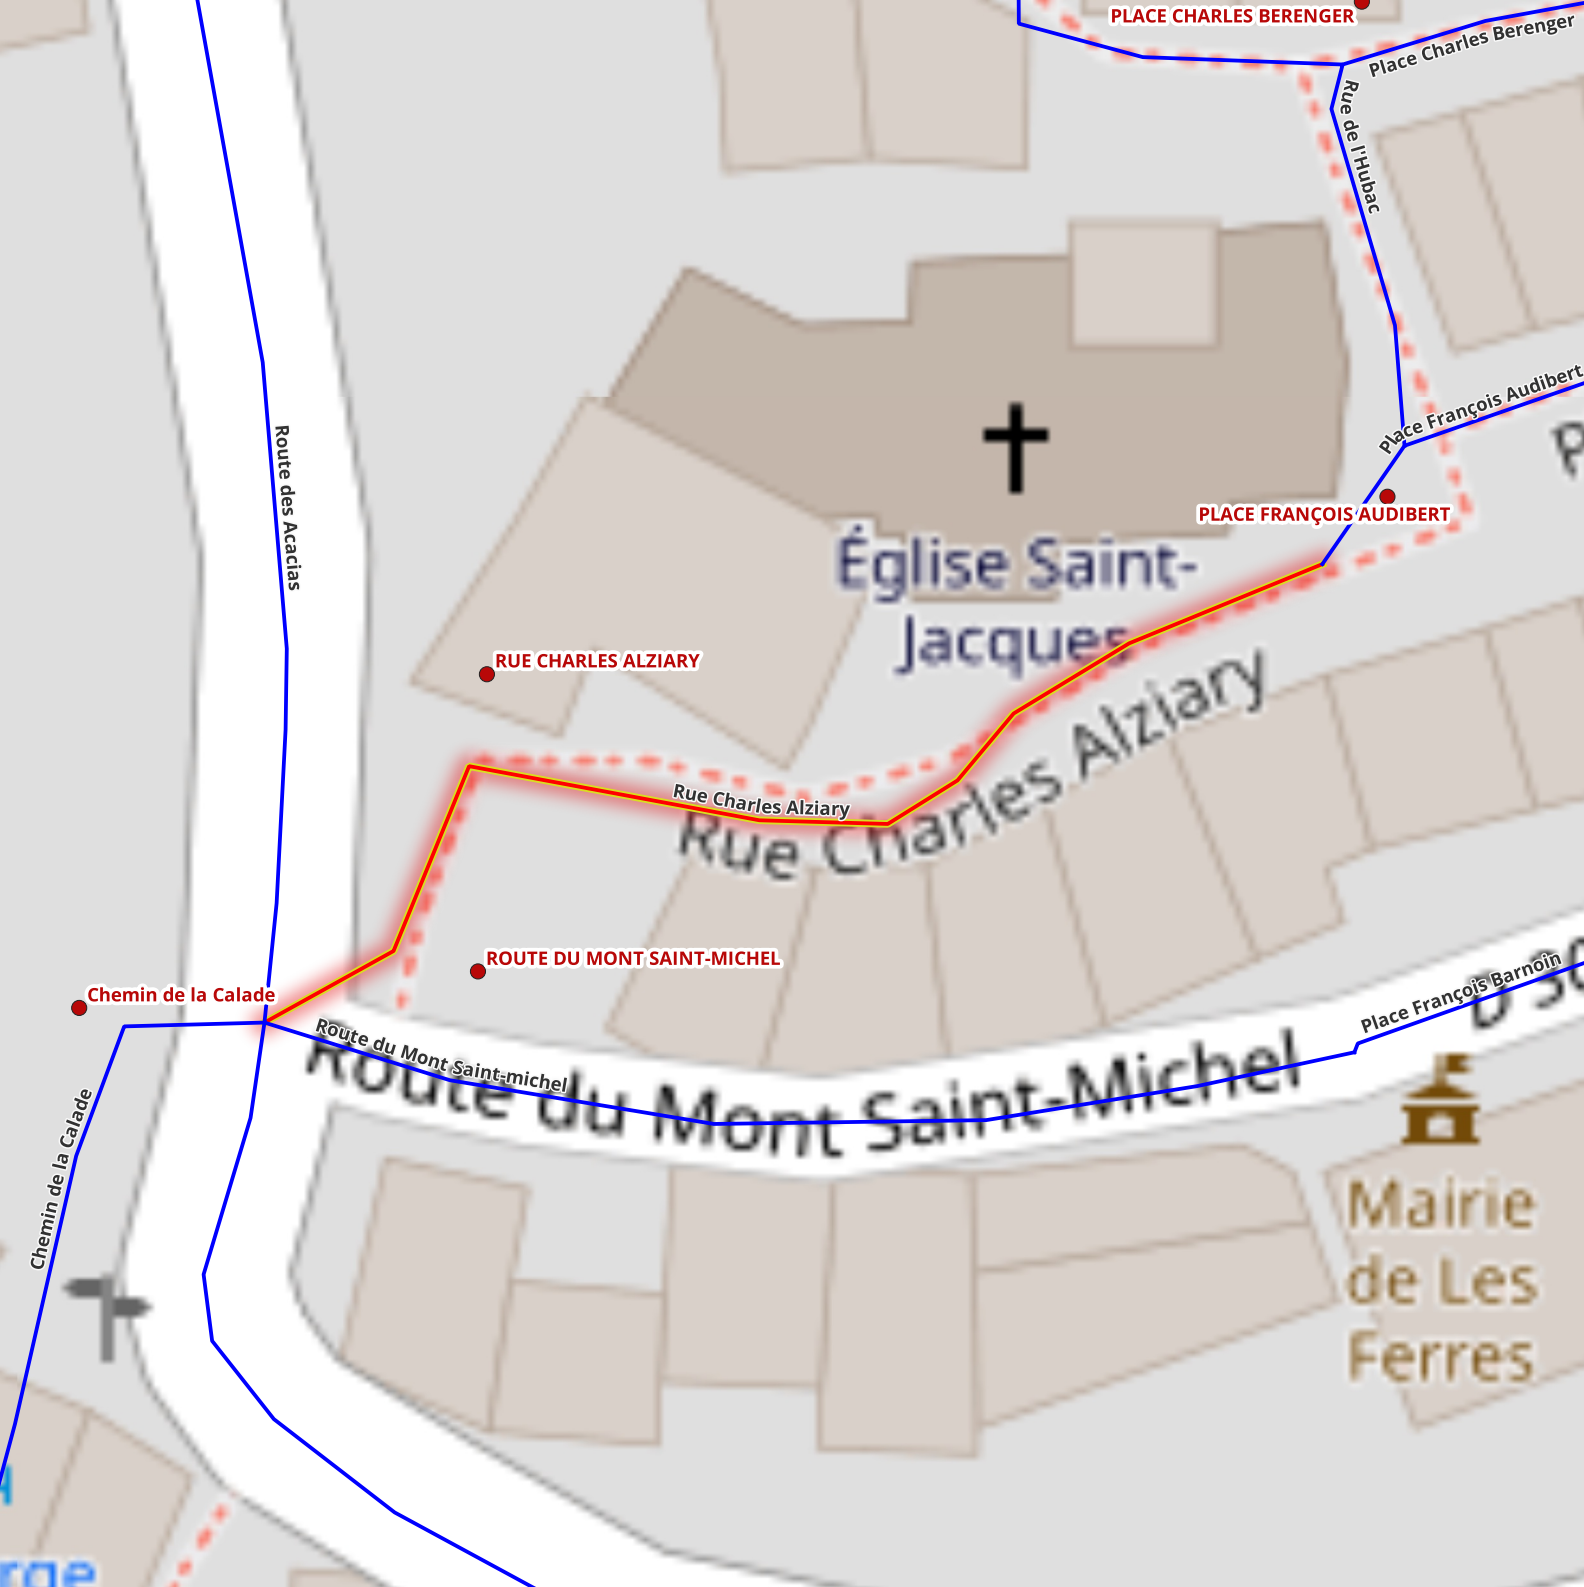 PLACE CHARLES BERENGER
Place Charles Berenger
Rue de l'Hubac
Place François Audibert
PLACE FRANÇOIS AUDIBERT
Route des Acacias
Église Saint-
Jacques
RUE CHARLES ALZIARY
Rue Charles Alziary
Rue Charles Alziary
ROUTE DU MONT SAINT-MICHEL
Chemin de la Calade
Route du Mont Saint-michel
Route du Mont Saint-Michel
Place François Barnoin
Chemin de la Calade
Mairie
de Les
Ferres